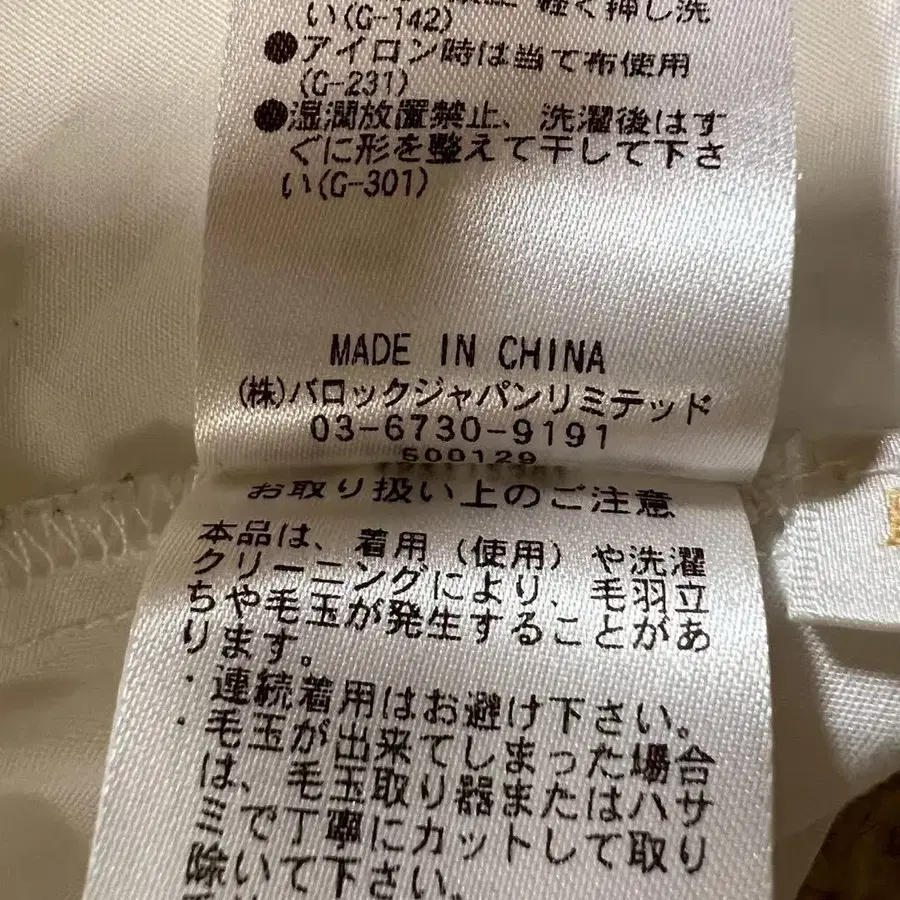 軽く押し洗
い(G-142)
●アイロン時は当て布使用
(G-231)
●湿潤放置禁止、洗濯後はす
ぐに形を整えて干して下さ
い(G-301)
MADE IN CHINA
(株)バロックジャパンリミテッド
03-6730-9191
500129
お取り扱い上のご注意
本品は、着用(使用)や洗濯
クリーニングにより、毛羽立
ちや毛玉が発生することがあ
ります。
・連続着用はお避け下さい。
・毛玉が出来てしまった場合
は、毛玉取り器またはハサ
ミで丁寧にカットして取り
除いて下さい。